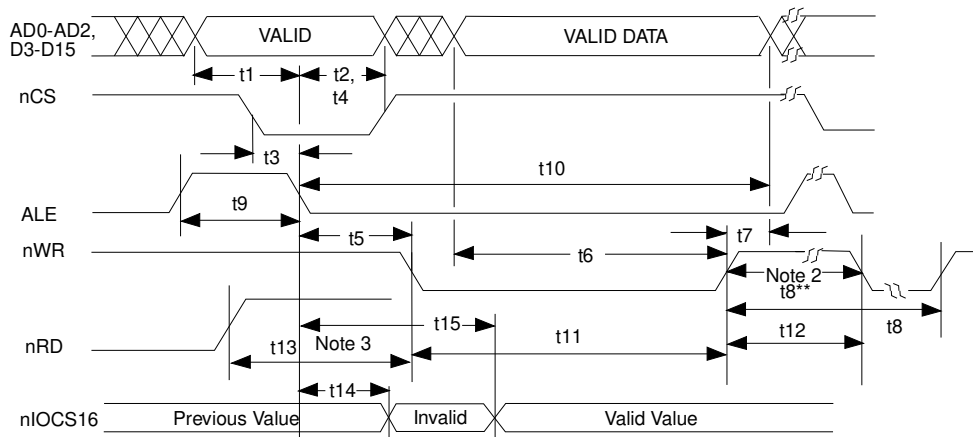 AD0-AD2,
D3-D15
VALID
VALID DATA
t1
t2,
t4
nCS
t3
t10
ALE
t9
t5
t7
nWR
t6
Note 2
t8**
t8
t15
nRD
t13
Note 3
t11
t12
t14
nIOCS16
Previous Value
Invalid
Valid Value